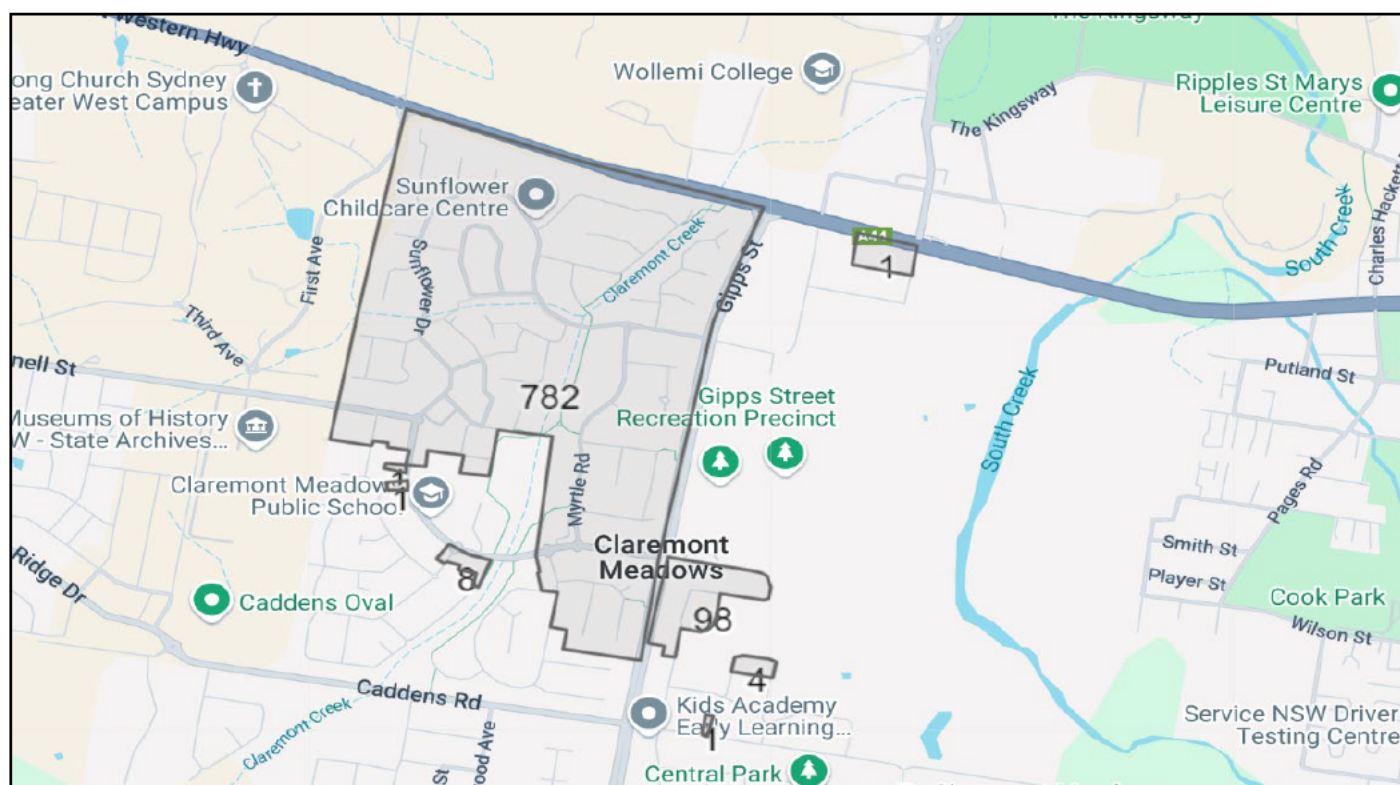 Western Hwy
The Kingsway
Wollemi College
ong Church Sydney
eater West Campus
Ripples St Marys
Leisure Centre
The Kingsway
Charles Hackett
Sunflower
Childcare Centre
South Creek
Claremont Creek
A44
1
First Ave
Sunflower Dr
Gipps St
Third Ave
nell St
Putland St
782
Gipps Street
Recreation Precinct
Museums of History
W - State Archives...
South Creek
1
Claremont Meadows
Public School
1
Myrtle Rd
Pages Rd
Smith St
Claremont
Meadows
Ridge Dr
8
Player St
Caddens Oval
98
Cook Park
Wilson St
4
Caddens Rd
Kids Academy
Early Learning...
1
Claremont Creek
Service NSW Driver
Testing Centre
St
ood Ave
Central Park